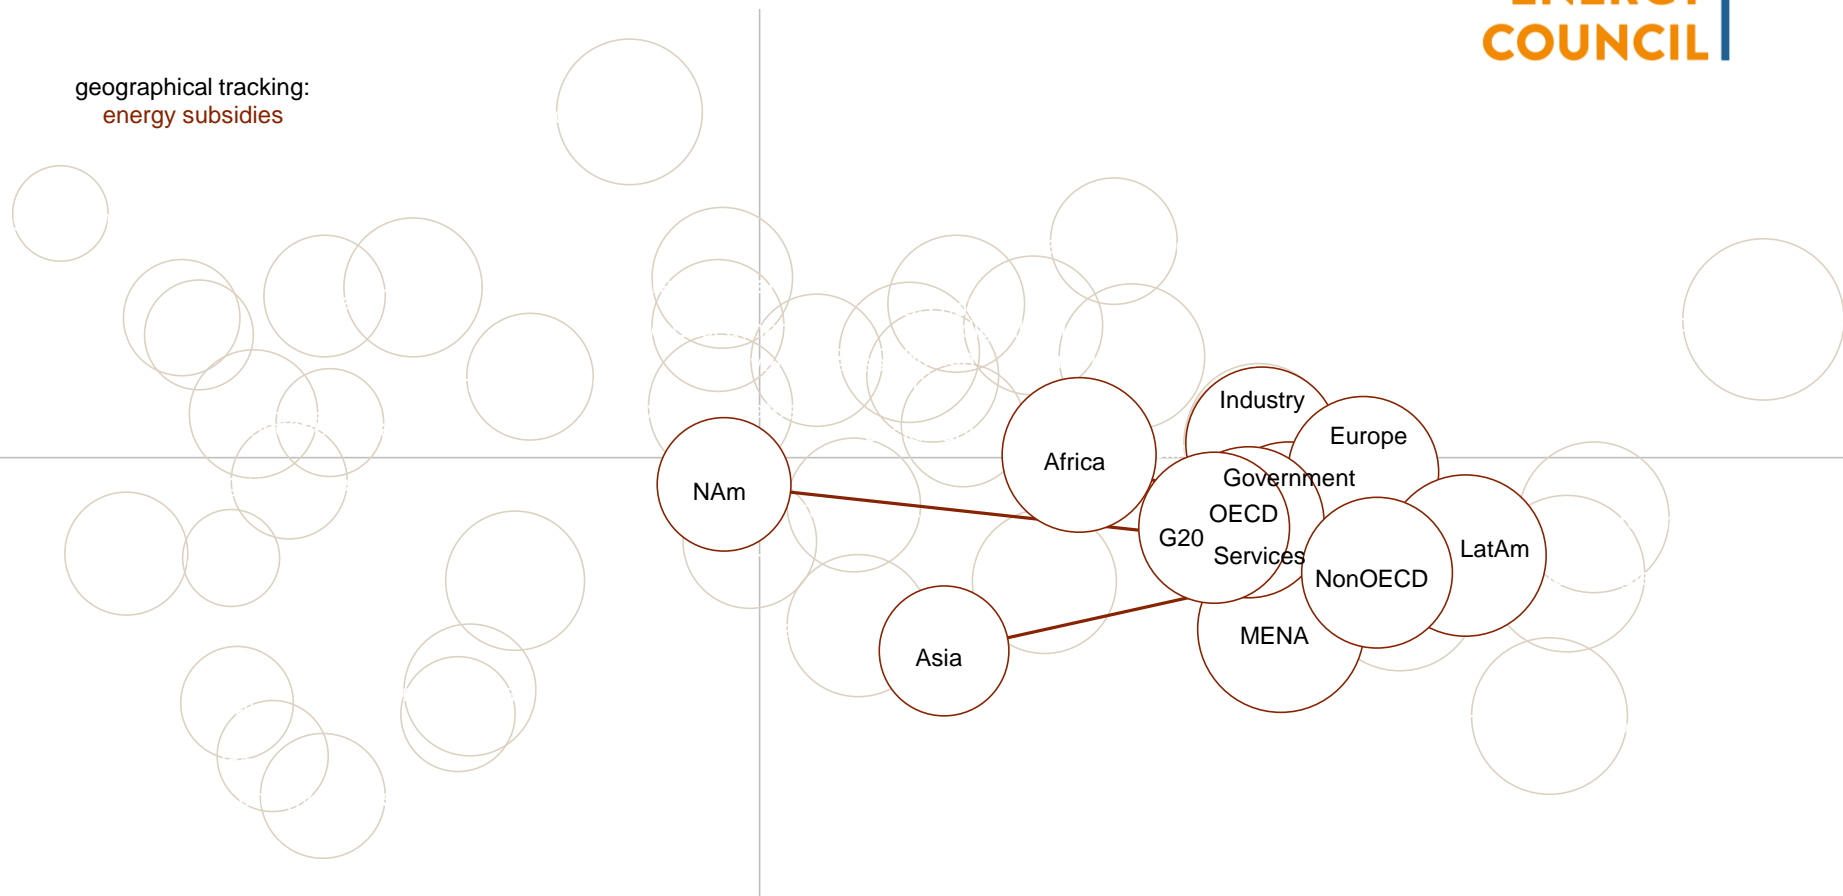 COUNCIL
geographical tracking:
energy subsidies
Industry
Europe
Africa
Government
NAm
OECD
G20
Services
LatAm
NonOECD
MENA
Asia